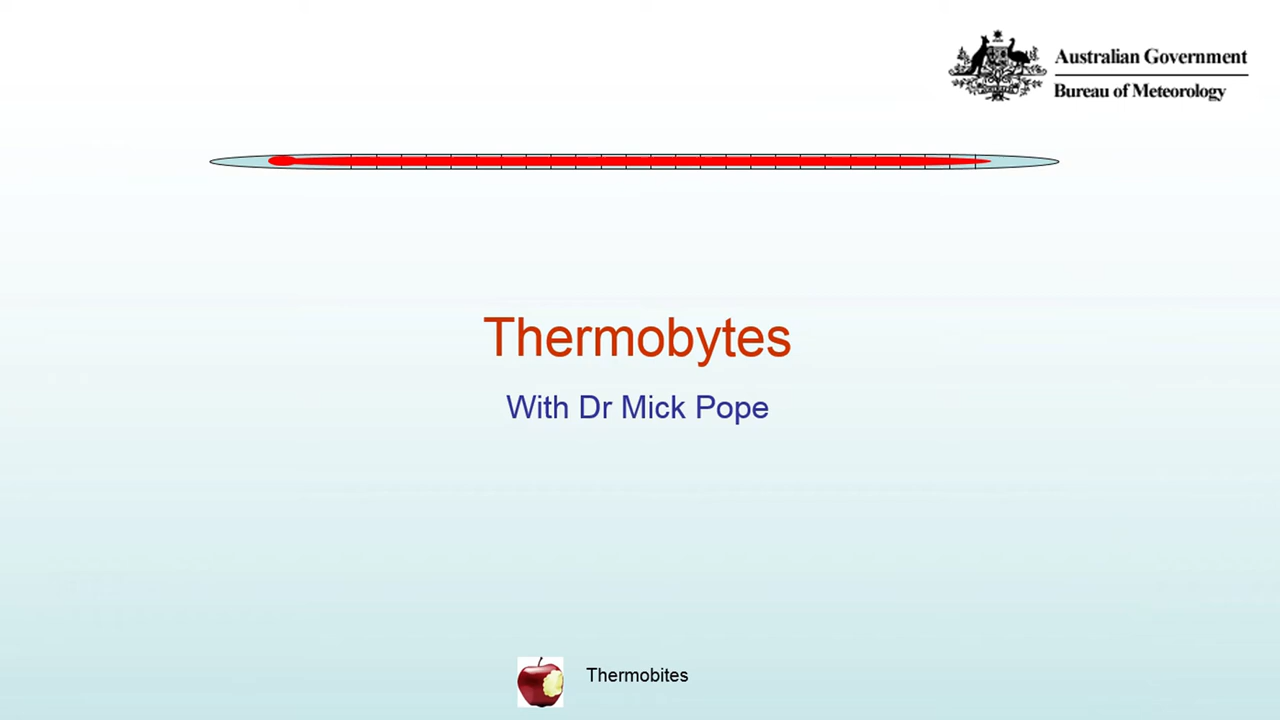 Australian Government
Bureau of Meteorology
Thermobytes
With Dr Mick Pope
Thermobites